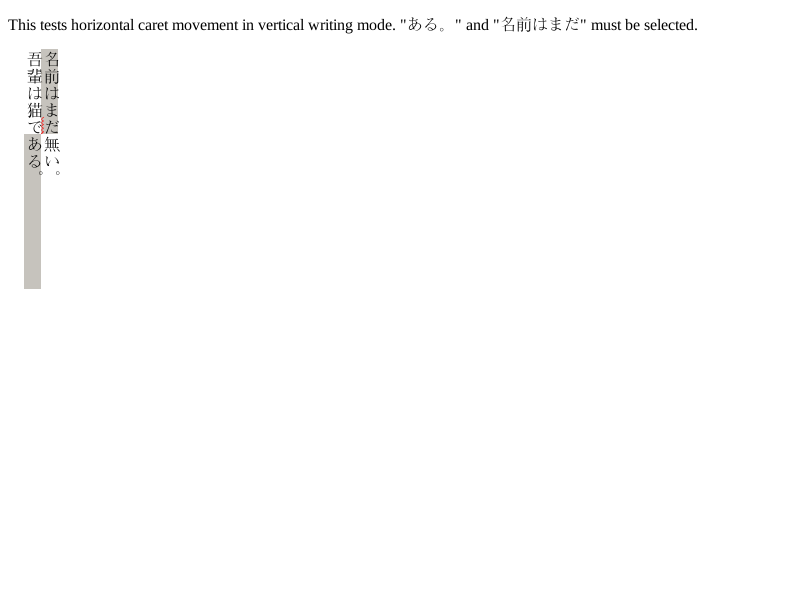 This tests horizontal caret movement in vertical writing mode. "ある。" and "名前はまだ" must be selected.
吾輩は猫である。
名前はまだ無い。